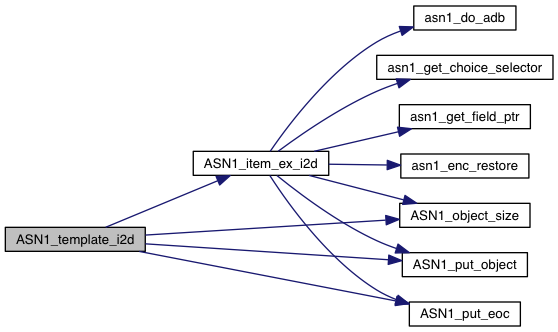 asn1_do_adb
asn1_get_choice_selector
asn1_get_field_ptr
ASN1_item_ex_i2d
asn1_enc_restore
ASN1_object_size
ASN1_template_i2d
ASN1_put_object
ASN1_put_eoc